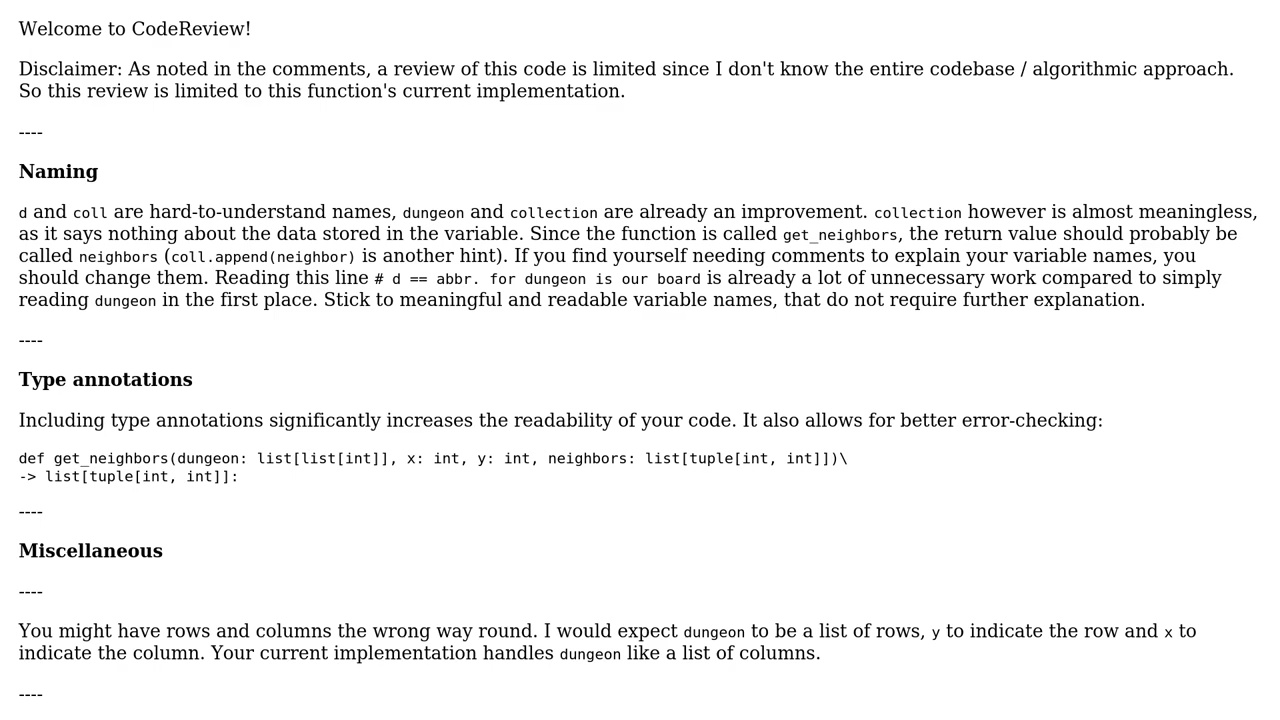 Welcome to CodeReview!
Disclaimer: As noted in the comments, a review of this code is limited since I don't know the entire codebase / algorithmic approach.
So this review is limited to this function's current implementation.
----
Naming
d and coll are hard-to-understand names, dungeon and collection are already an improvement. collection however is almost meaningless,
as it says nothing about the data stored in the variable. Since the function is called get_neighbors, the return value should probably be
called neighbors (coll.append(neighbor) is another hint). If you find yourself needing comments to explain your variable names, you
should change them. Reading this line # d == abbr. for dungeon is our board is already a lot of unnecessary work compared to simply
reading dungeon in the first place. Stick to meaningful and readable variable names, that do not require further explanation.
----
Type annotations
Including type annotations significantly increases the readability of your code. It also allows for better error-checking:
def get_neighbors(dungeon: list[list[int]], x: int, y: int, neighbors: list[tuple[int, int]])\
-> list[tuple[int, int]]:
----
Miscellaneous
----
You might have rows and columns the wrong way round. I would expect dungeon to be a list of rows, y to indicate the row and x to
indicate the column. Your current implementation handles dungeon like a list of columns.
----